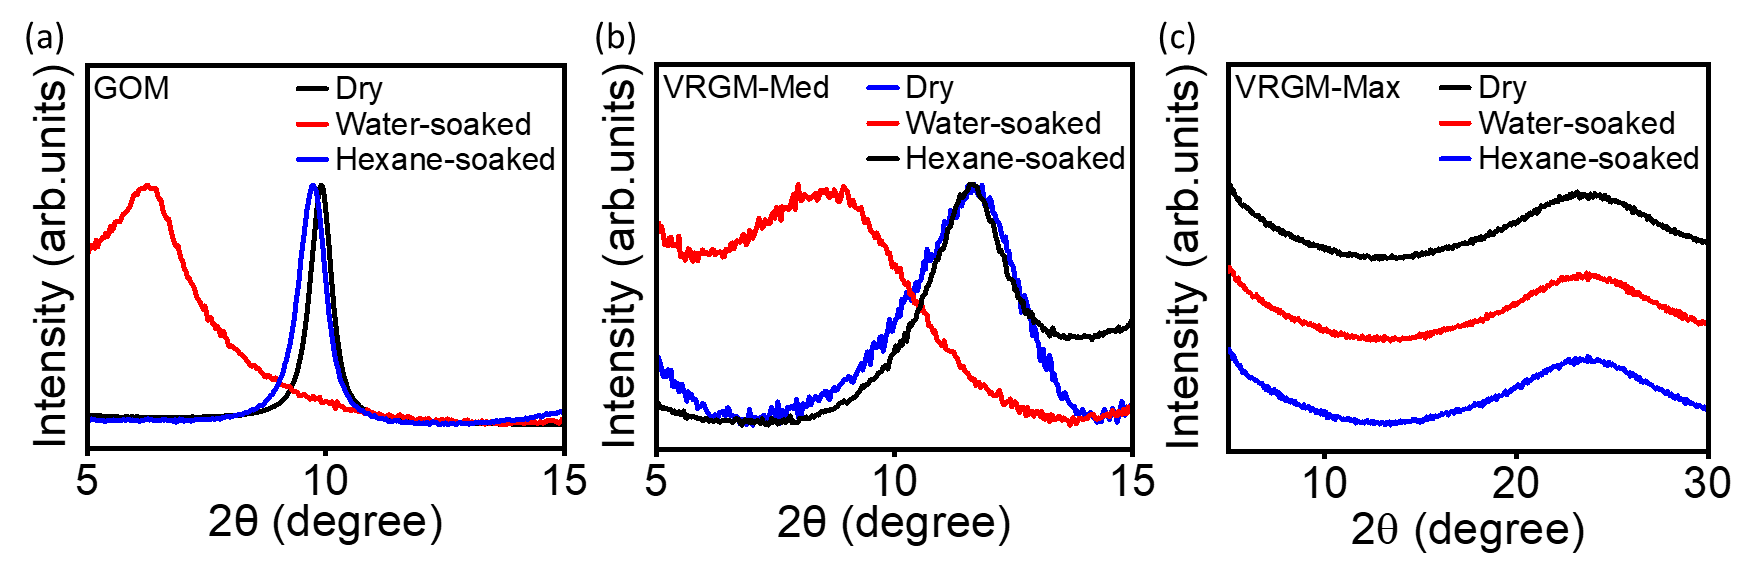 (a)
GOM
Dry
Water-soaked
Hexane-soaked
Intensity (arb.units)
5
10
15
2θ (degree)
(b)
VRGM-Med
Dry
Water-soaked
Hexane-soaked
Intensity (arb.units)
5
10
15
2θ (degree)
(c)
VRGM-Max
Dry
Water-soaked
Hexane-soaked
Intensity (arb.units)
10
20
30
2θ (degree)